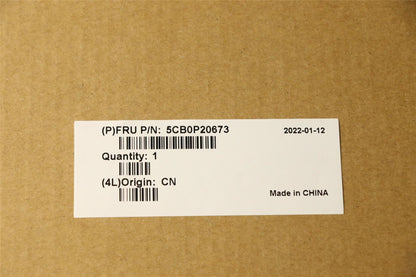 (P)FRU P/N: 5CB0P20673 2022-01-12
Quantity: 1
(4L)Origin: CN
Made in CHINA